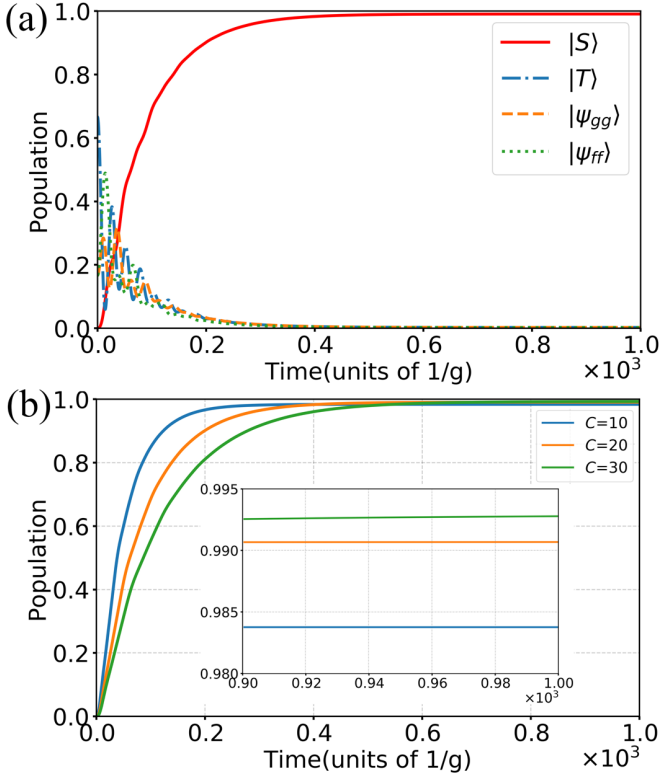 (a)
1.0
0.8
0.6
0.4
0.2
0.0
Population
|S⟩
|T⟩
|ψgg⟩
|ψff⟩
0.0 0.2 0.4 0.6 0.8 1.0
Time(units of 1/g)
×10³
(b)
1.0
0.8
0.6
0.4
0.2
0.0
Population
C=10
C=20
C=30
0.995
0.990
0.985
0.980
0.90 0.92 0.94 0.96 0.98 1.00
×10³
0.0 0.2 0.4 0.6 0.8 1.0
Time(units of 1/g)
×10³